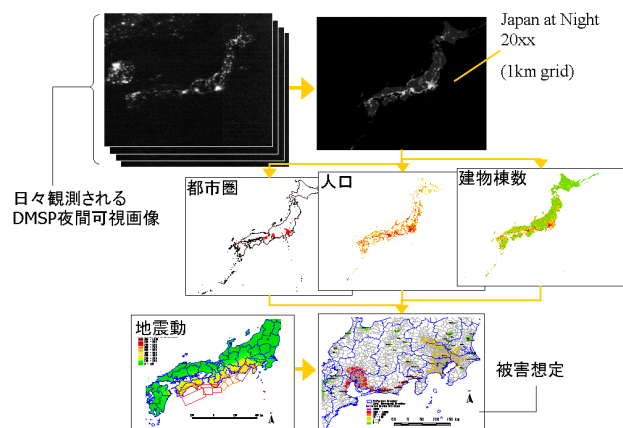 Japan at Night
20xx
(1km grid)
日々観測される
DMSP夜間可視画像
都市圏
人口
建物棟数
地震動
被害想定